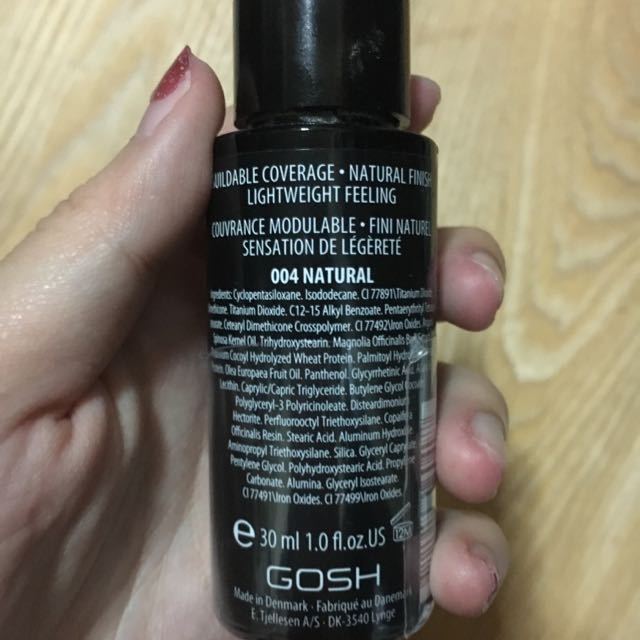 BUILDABLE COVERAGE • NATURAL FINISH
LIGHTWEIGHT FEELING
COUVRANCE MODULABLE • FINI NATUREL
SENSATION DE LÉGÈRETÉ
004 NATURAL
Ingredients: Cyclopentasiloxane. Isododecane. CI 77891\Titanium Dioxide.
Titanium Dioxide. C12-15 Alkyl Benzoate. Pentaerythrityl
Cetearyl Dimethicone Crosspolymer. CI 77492\Iron Oxides.
Spinosa Kernel Oil. Trihydroxystearin. Magnolia Officinalis Bark
Cocoyl Hydrolyzed Wheat Protein. Palmitoyl
Olea Europaea Fruit Oil. Panthenol. Glycyrrhetinic
Lecithin. Caprylic/Capric Triglyceride. Butylene Glycol
Polyglyceryl-3 Polyricinoleate. Disteardimonium
Hectorite. Perfluorooctyl Triethoxysilane. Copaifera
Officinalis Resin. Stearic Acid. Aluminum Hydroxide.
Aminopropyl Triethoxysilane. Silica. Glyceryl Caprylate.
Pentylene Glycol. Polyhydroxystearic Acid. Propylene
Carbonate. Alumina. Glyceryl Isostearate.
CI 77491\Iron Oxides. CI 77499\Iron Oxides.
e 30 ml 1.0 fl.oz.US 12M
GOSH
Made in Denmark • Fabriqué au Danemark
E. Tjellesen A/S • DK-3540 Lynge